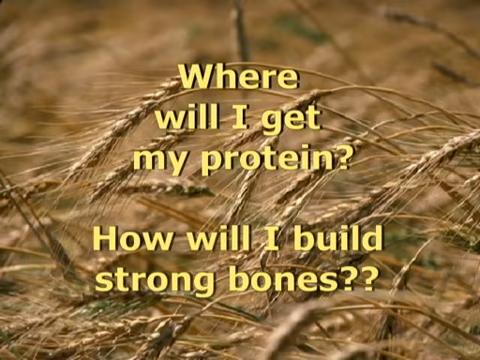 Where
will I get
my protein?
How will I build
strong bones??